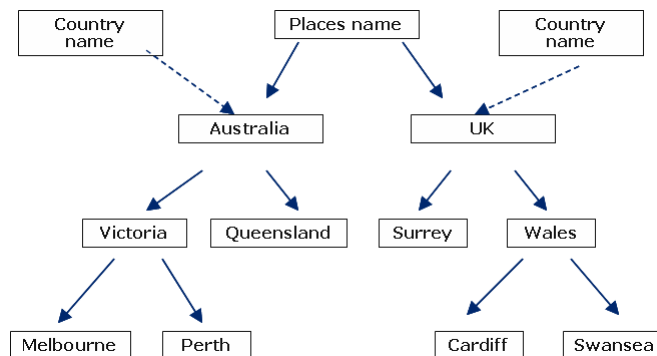 Country
name
Places name
Country
name
Australia
UK
Victoria
Queensland
Surrey
Wales
Melbourne
Perth
Cardiff
Swansea